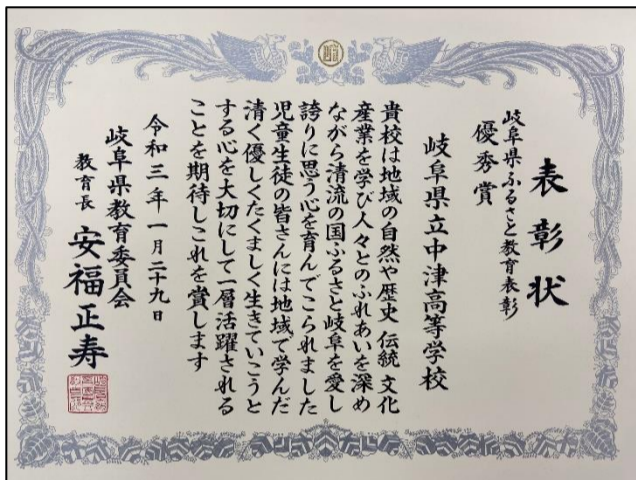 表彰状
岐阜県ふるさと教育表彰
優秀賞
岐阜県立中津高等学校
貴校は地域の自然や歴史 伝統 文化
産業を学び人々とのふれあいを深め
ながら清流の国ふるさと岐阜を愛し
誇りに思う心を育んでこられました
児童生徒の皆さんには地域で学んだ
清く優しくたくましく生きていこうと
する心を大切にして一層活躍される
ことを期待しこれを賞します
令和三年一月二十九日
岐阜県教育委員会
教育長 安福正寿